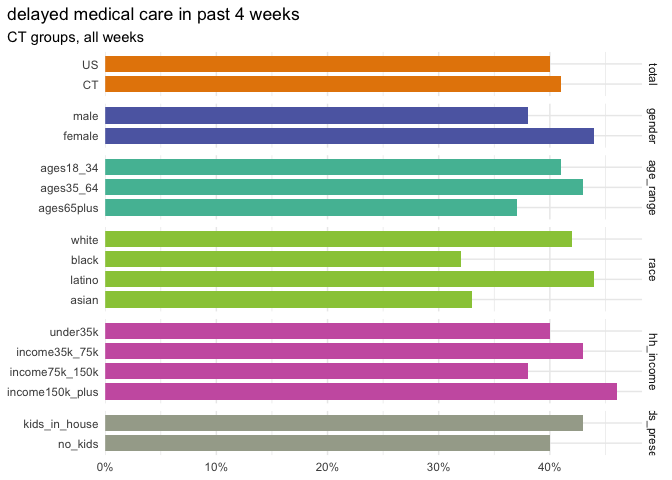 delayed medical care in past 4 weeks
CT groups, all weeks
US
CT
total
male
female
gender
ages18_34
ages35_64
ages65plus
age_range
white
black
latino
asian
race
under35k
income35k_75k
income75k_150k
income150k_plus
hh_income
kids_in_house
no_kids
ds_prese
0% 10% 20% 30% 40%